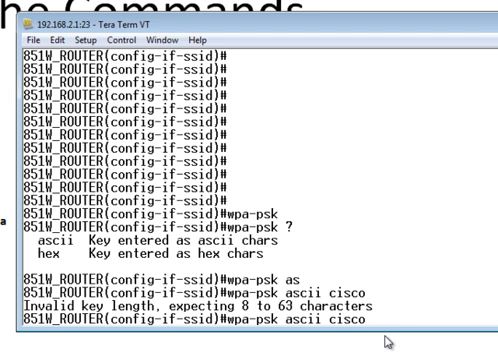 he Commands
192.168.2.1:23 - Tera Term VT
File Edit Setup Control Window Help
851W_ROUTER(config-if-ssid)#
851W_ROUTER(config-if-ssid)#
851W_ROUTER(config-if-ssid)#
851W_ROUTER(config-if-ssid)#
851W_ROUTER(config-if-ssid)#
851W_ROUTER(config-if-ssid)#
851W_ROUTER(config-if-ssid)#
851W_ROUTER(config-if-ssid)#
851W_ROUTER(config-if-ssid)#
851W_ROUTER(config-if-ssid)#
851W_ROUTER(config-if-ssid)#
851W_ROUTER(config-if-ssid)#
851W_ROUTER(config-if-ssid)#wpa-psk
a
851W_ROUTER(config-if-ssid)#wpa-psk ?
ascii Key entered as ascii chars
hex Key entered as hex chars
851W_ROUTER(config-if-ssid)#wpa-psk as
851W_ROUTER(config-if-ssid)#wpa-psk ascii cisco
Invalid key length, expecting 8 to 63 characters
851W_ROUTER(config-if-ssid)#wpa-psk ascii cisco